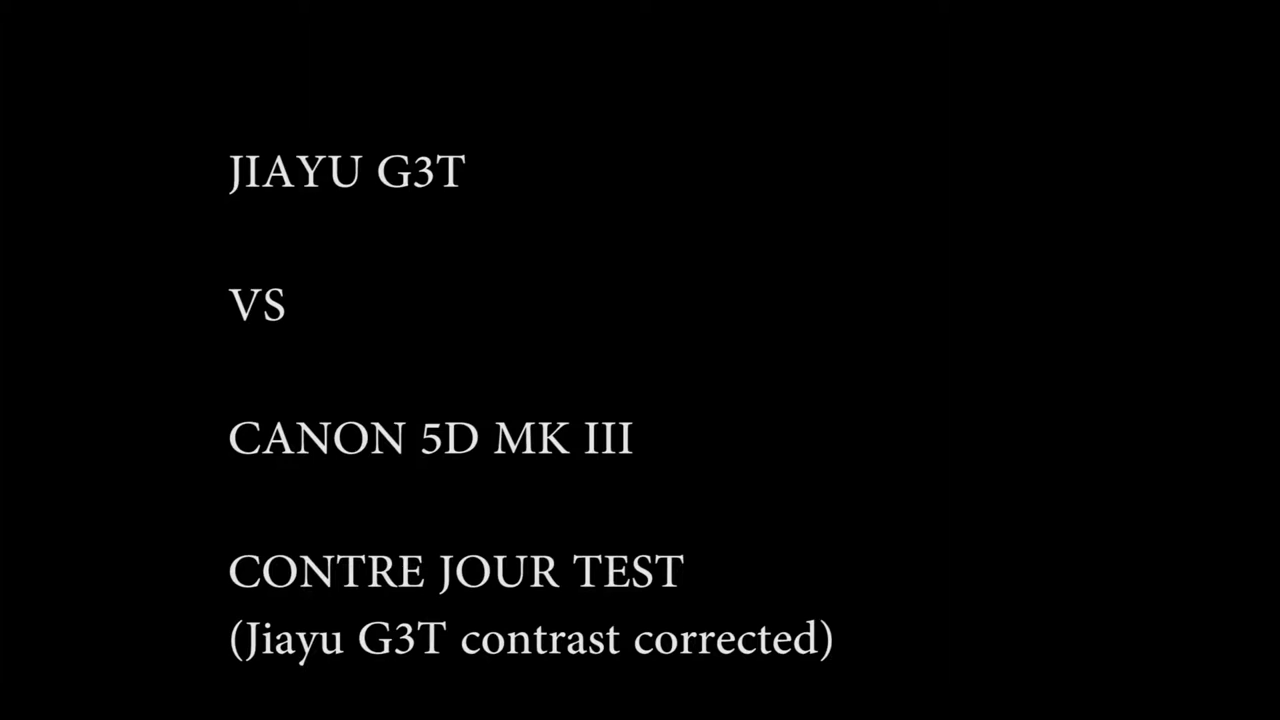 JIAYU G3T
VS
CANON 5D MK III
CONTRE JOUR TEST
(Jiayu G3T contrast corrected)